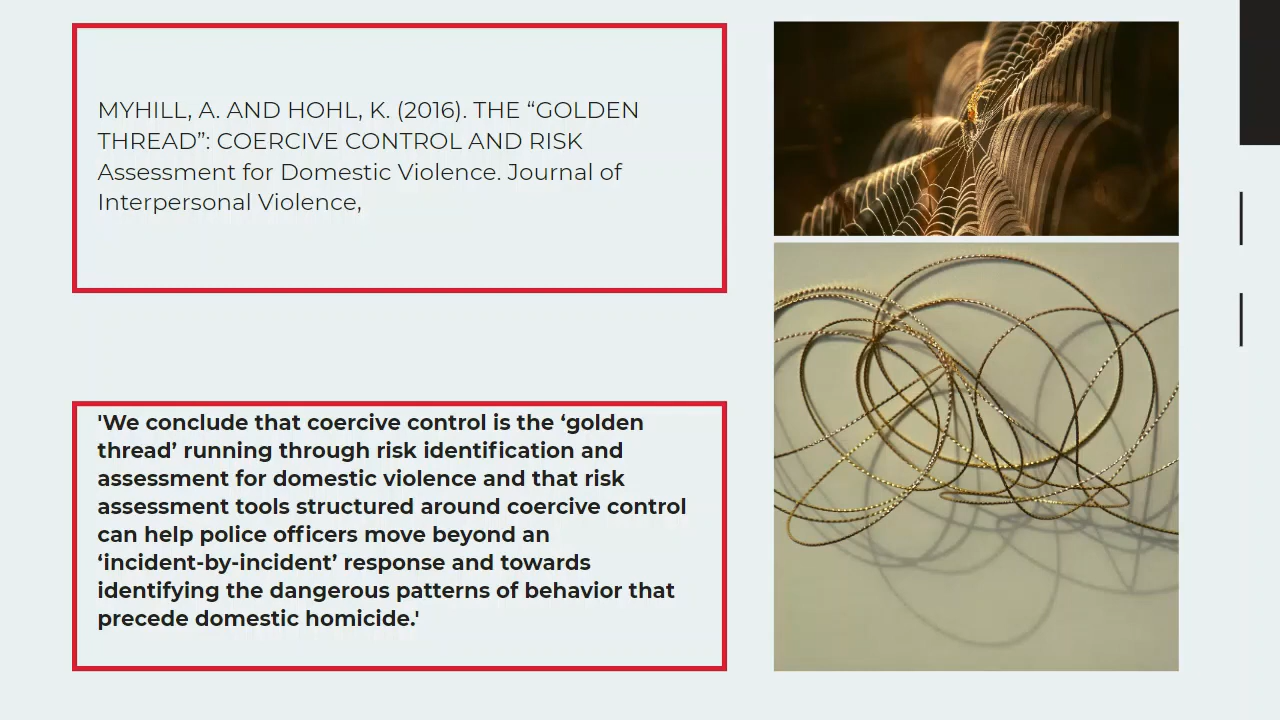 MYHILL, A. AND HOHL, K. (2016). THE “GOLDEN
THREAD”: COERCIVE CONTROL AND RISK
Assessment for Domestic Violence. Journal of
Interpersonal Violence,
'We conclude that coercive control is the ‘golden
thread’ running through risk identification and
assessment for domestic violence and that risk
assessment tools structured around coercive control
can help police officers move beyond an
‘incident-by-incident’ response and towards
identifying the dangerous patterns of behavior that
precede domestic homicide.'